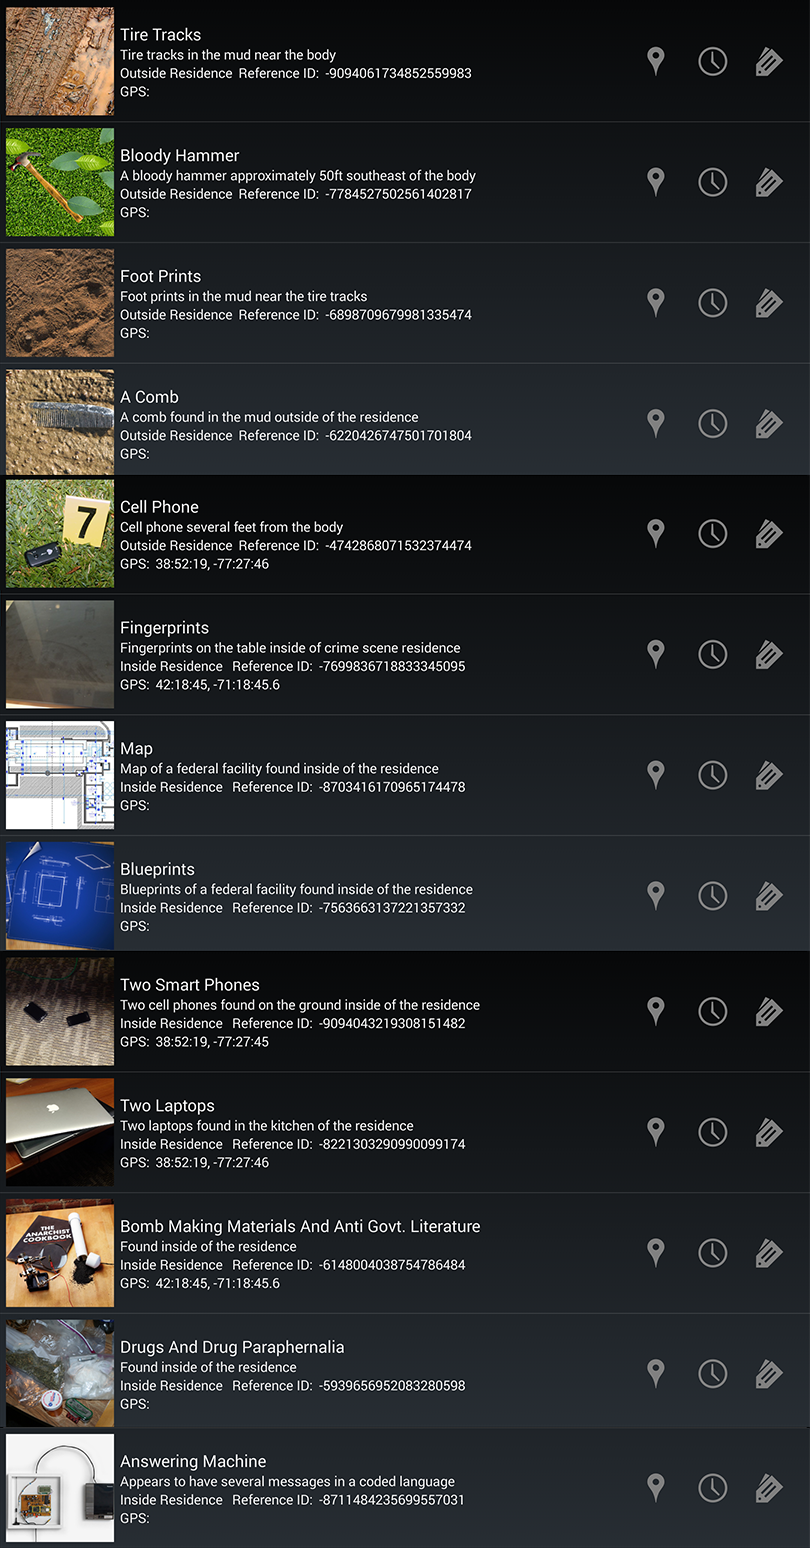 Tire Tracks
Tire tracks in the mud near the body
Outside Residence Reference ID: -9094061734852559983
GPS:
Bloody Hammer
A bloody hammer approximately 50ft southeast of the body
Outside Residence Reference ID: -7784527502561402817
GPS:
Foot Prints
Foot prints in the mud near the tire tracks
Outside Residence Reference ID: -6898709679981335474
GPS:
A Comb
A comb found in the mud outside of the residence
Outside Residence Reference ID: -6220426747501701804
GPS:
7
Cell Phone
Cell phone several feet from the body
Outside Residence Reference ID: -4742868071532374474
GPS: 38:52:19, -77:27:46
Fingerprints
Fingerprints on the table inside of crime scene residence
Inside Residence Reference ID: -7699836718833345095
GPS: 42:18:45, -71:18:45.6
Map
Map of a federal facility found inside of the residence
Inside Residence Reference ID: -8703416170965174478
GPS:
Blueprints
Blueprints of a federal facility found inside of the residence
Inside Residence Reference ID: -7563663137221357332
GPS:
Two Smart Phones
Two cell phones found on the ground inside of the residence
Inside Residence Reference ID: -9094043219308151482
GPS: 38:52:19, -77:27:45
Two Laptops
Two laptops found in the kitchen of the residence
Inside Residence Reference ID: -8221303290990099174
GPS: 38:52:19, -77:27:46
THE
ANARCHIST
COOKBOOK
Bomb Making Materials And Anti Govt. Literature
Found inside of the residence
Inside Residence Reference ID: -6148004038754786484
GPS: 42:18:45, -71:18:45.6
Drugs And Drug Paraphernalia
Found inside of the residence
Inside Residence Reference ID: -5939656952083280598
GPS:
Answering Machine
Appears to have several messages in a coded language
Inside Residence Reference ID: -8711484235699557031
GPS: